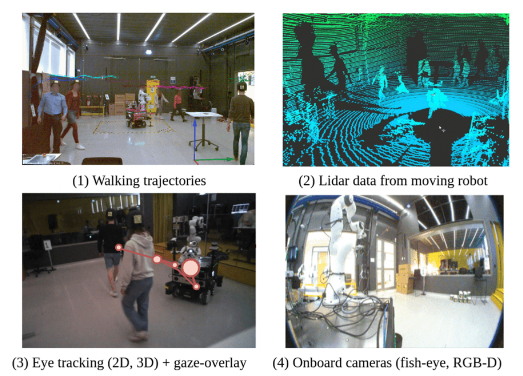 (1) Walking trajectories
(2) Lidar data from moving robot
(3) Eye tracking (2D, 3D) + gaze-overlay
(4) Onboard cameras (fish-eye, RGB-D)